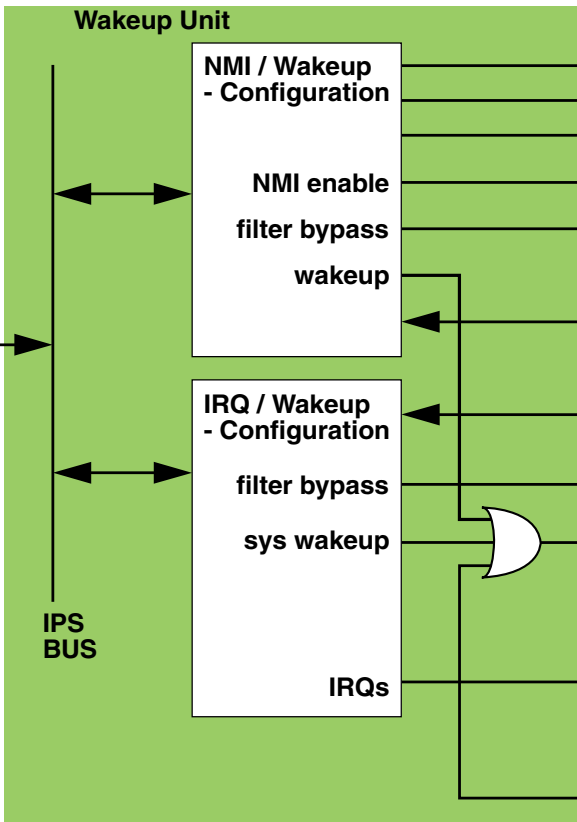 Wakeup Unit
NMI / Wakeup
- Configuration
NMI enable
filter bypass
wakeup
IRQ / Wakeup
- Configuration
filter bypass
sys wakeup
IRQs
IPS
BUS